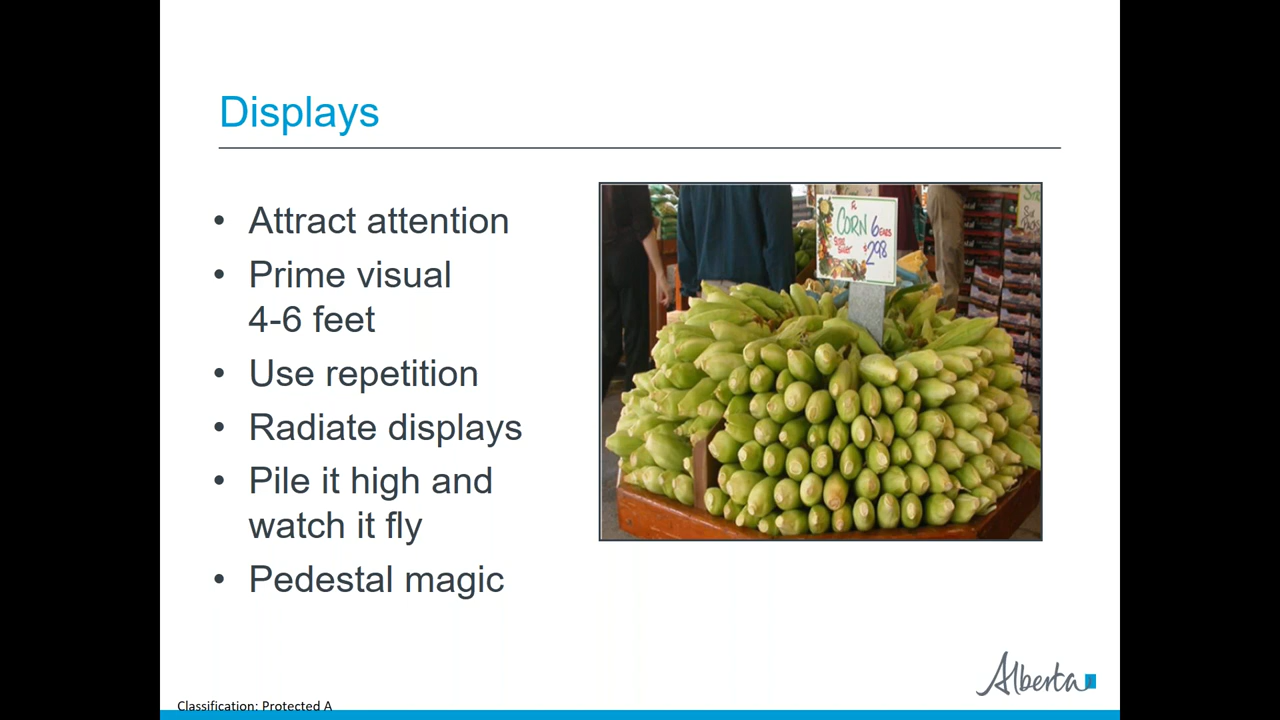 Displays
• Attract attention
• Prime visual
4-6 feet
• Use repetition
• Radiate displays
• Pile it high and
watch it fly
• Pedestal magic
CORN 6 EARS
$2.98
Alberta
Classification: Protected A